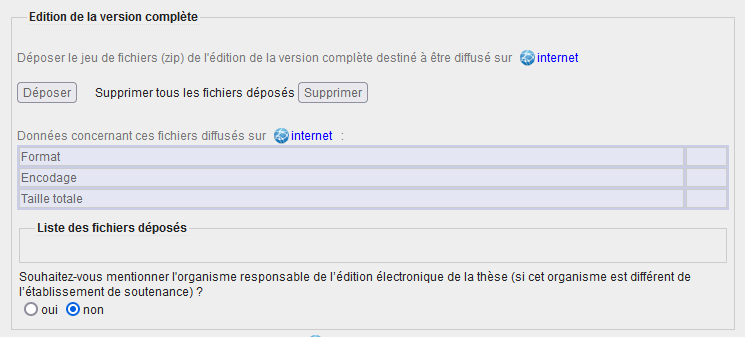 Edition de la version complète
Déposer le jeu de fichiers (zip) de l'édition de la version complète destiné à être diffusé sur internet
Déposer Supprimer tous les fichiers déposés Supprimer
Données concernant ces fichiers diffusés sur internet :
Format
Encodage
Taille totale
Liste des fichiers déposés
Souhaitez-vous mentionner l'organisme responsable de l'édition électronique de la thèse (si cet organisme est différent de
l'établissement de soutenance) ?
oui non